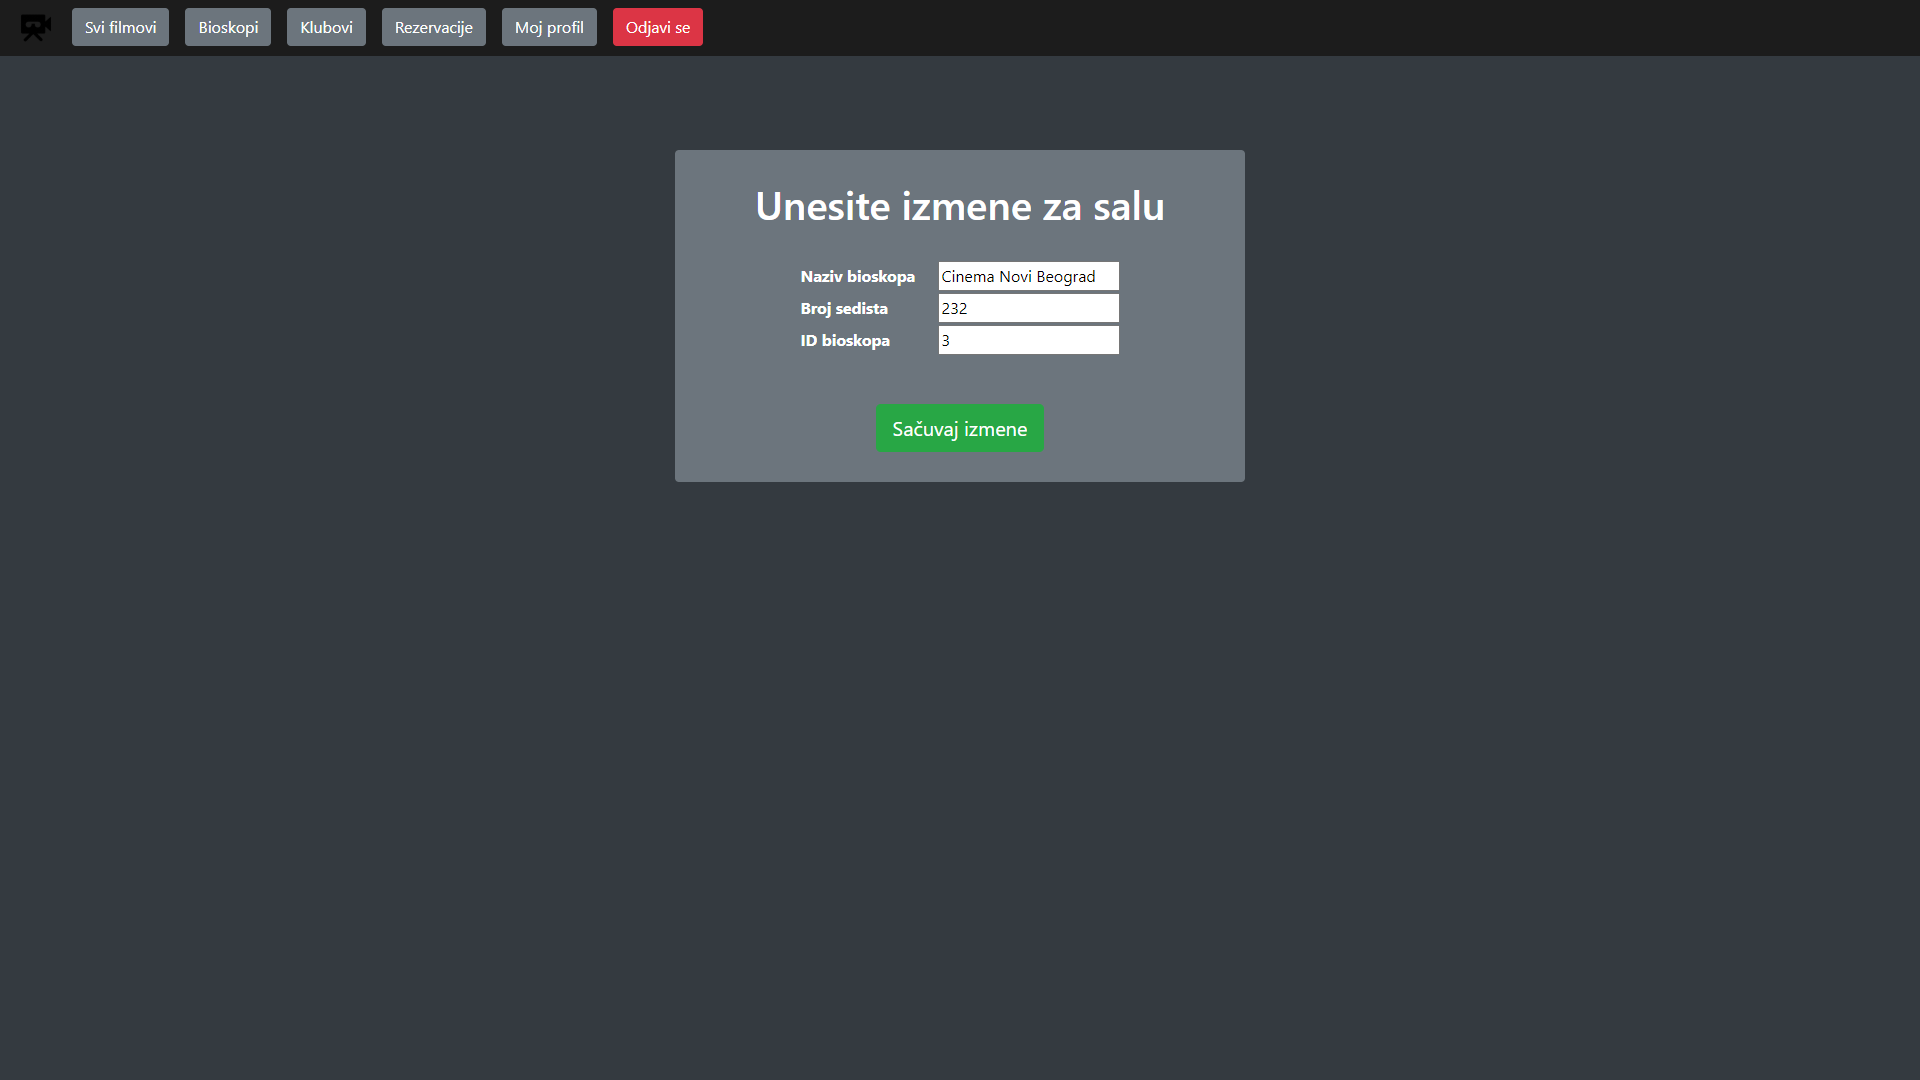 Svi filmovi Bioskopi Klubovi Rezervacije Moj profil Odjavi se
Unesite izmene za salu
Naziv bioskopa Cinema Novi Beograd
Broj sedista 232
ID bioskopa 3
Sačuvaj izmene